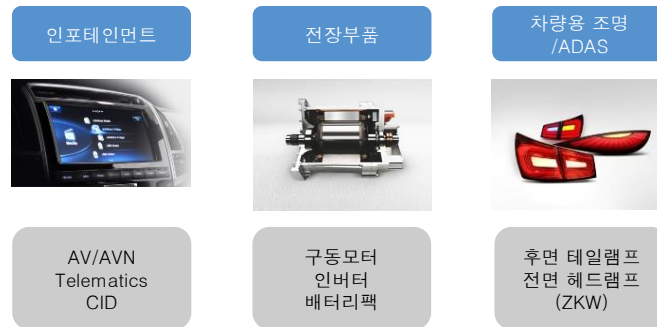 인포테인먼트
전장부품
차량용 조명
/ADAS
AV/AVN
Telematics
CID
구동모터
인버터
배터리팩
후면 테일램프
전면 헤드램프
(ZKW)